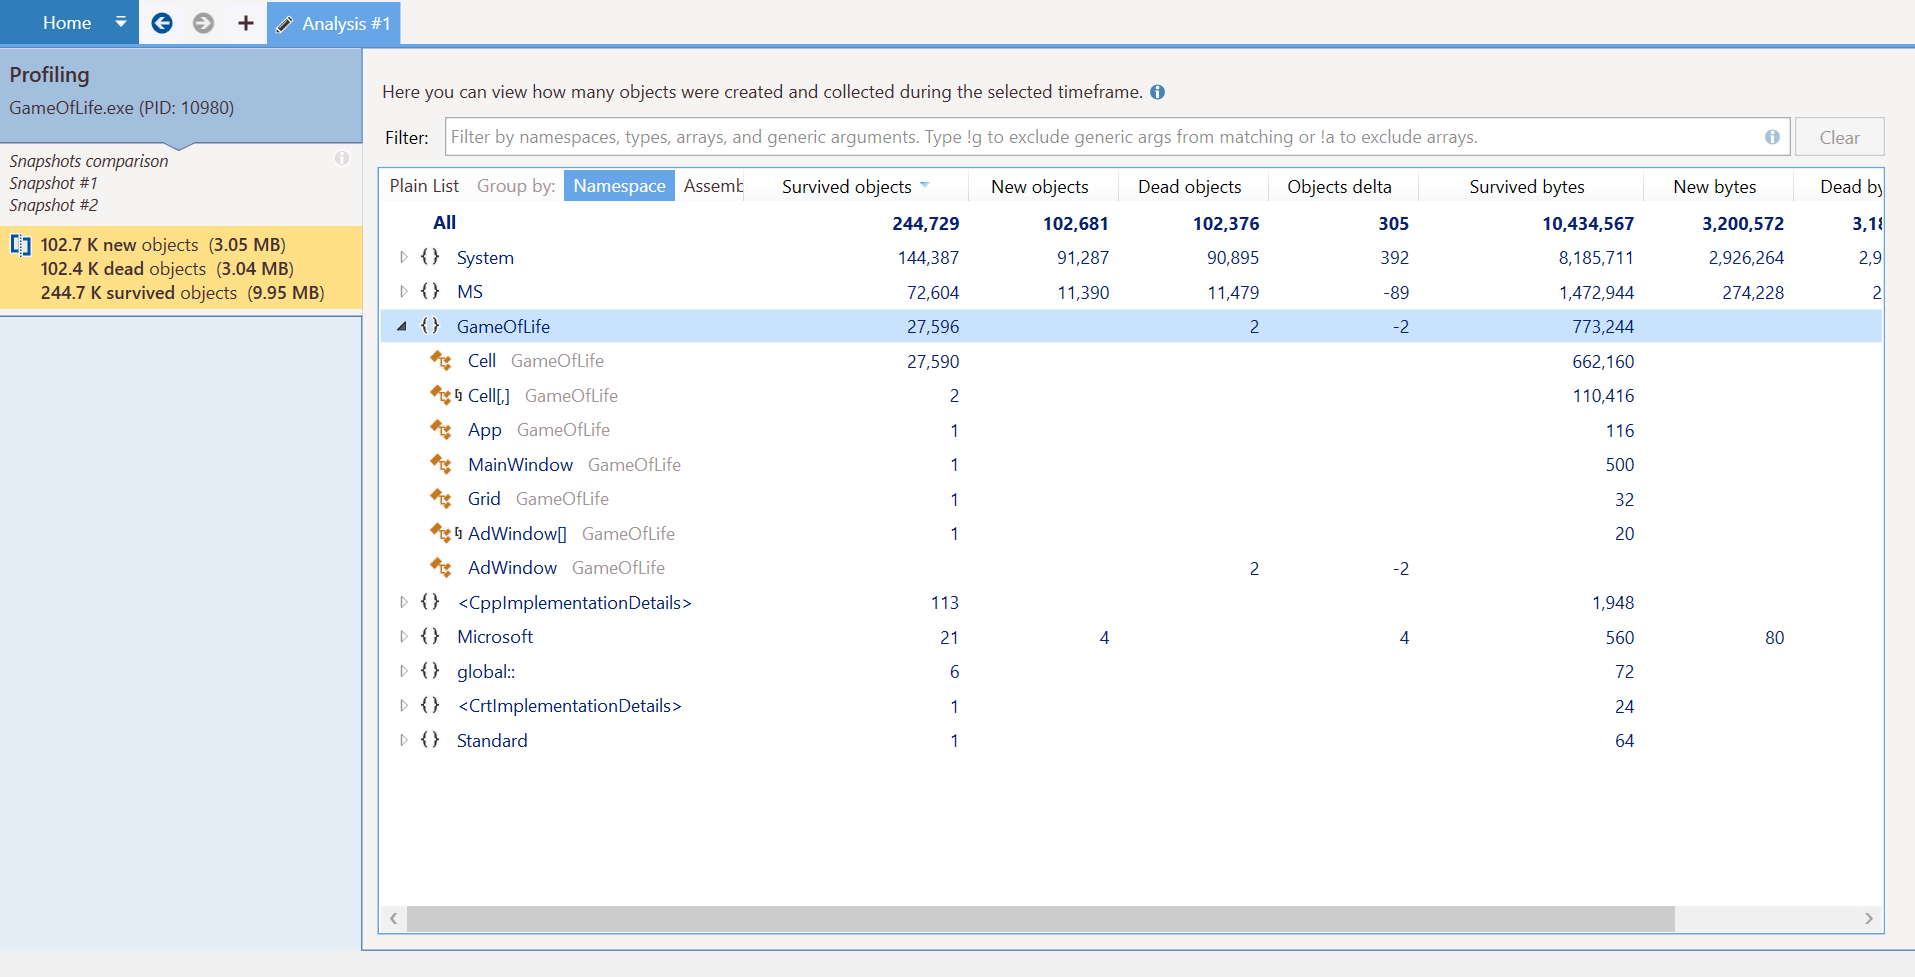 Home Analysis #1
Profiling
GameOfLife.exe (PID: 10980)
Snapshots comparison
Snapshot #1
Snapshot #2
102.7 K new objects (3.05 MB)
102.4 K dead objects (3.04 MB)
244.7 K survived objects (9.95 MB)
Here you can view how many objects were created and collected during the selected timeframe.
Filter: Filter by namespaces, types, arrays, and generic arguments. Type !g to exclude generic args from matching or !a to exclude arrays. Clear
Plain List Group by: Namespace Assemb Survived objects New objects Dead objects Objects delta Survived bytes New bytes Dead by
All 244,729 102,681 102,376 305 10,434,567 3,200,572 3,18
{} System 144,387 91,287 90,895 392 8,185,711 2,926,264 2,9
{} MS 72,604 11,390 11,479 -89 1,472,944 274,228 2
{} GameOfLife 27,596 2 -2 773,244
Cell GameOfLife 27,590 662,160
Cell[,] GameOfLife 2 110,416
App GameOfLife 1 116
MainWindow GameOfLife 1 500
Grid GameOfLife 1 32
AdWindow[] GameOfLife 1 20
AdWindow GameOfLife 2 -2
{} <CppImplementationDetails> 113 1,948
{} Microsoft 21 4 4 560 80
{} global:: 6 72
{} <CrtImplementationDetails> 1 24
{} Standard 1 64